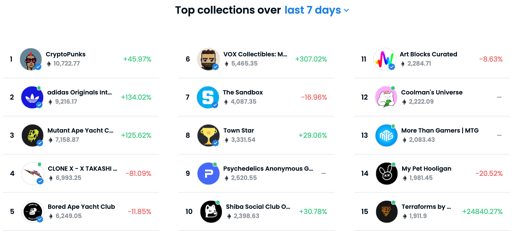 Top collections over last 7 days
1 CryptoPunks +45.97%
10,722.77
2 adidas Originals Int... +134.02%
9,216.17
3 Mutant Ape Yacht C... +125.62%
7,158.87
4 CLONE X - X TAKASHI ... -81.09%
6,993.25
5 Bored Ape Yacht Club -11.85%
6,249.05
6 VOX Collectibles: M... +307.02%
5,465.35
7 The Sandbox -16.96%
4,087.35
8 Town Star +29.06%
3,331.54
9 Psychedelics Anonymous G... —
2,520.55
10 Shiba Social Club O... +30.78%
2,398.63
11 Art Blocks Curated -8.63%
2,284.71
12 Coolman's Universe —
2,222.09
13 More Than Gamers | MTG —
2,083.43
14 My Pet Hooligan -20.52%
1,981.45
15 Terraforms by ... +24840.27%
1,911.9